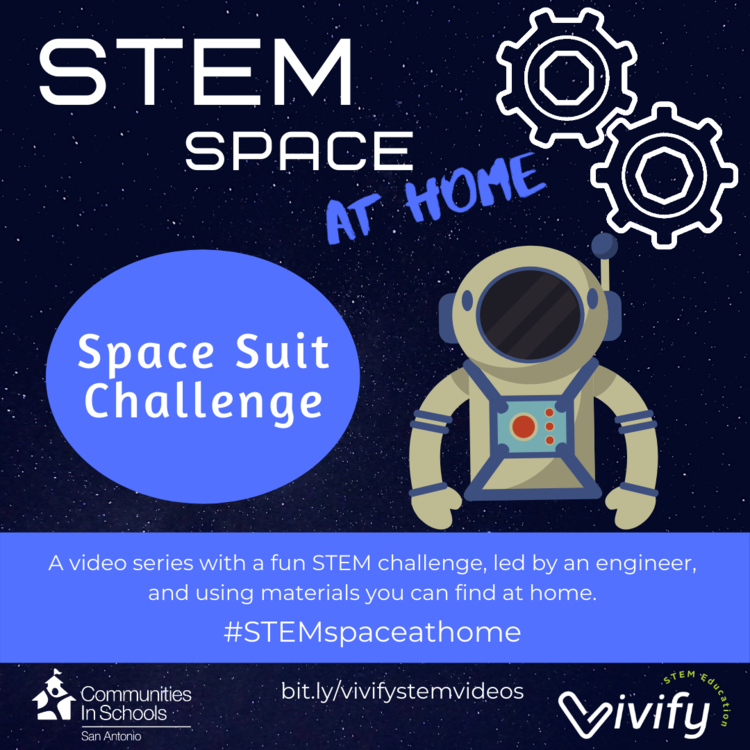 STEM
SPACE
AT HOME
Space Suit
Challenge
A video series with a fun STEM challenge, led by an engineer,
and using materials you can find at home.
#STEMspaceathome
Communities
In Schools
San Antonio
bit.ly/vivifystemvideos
STEM Education
Vivify